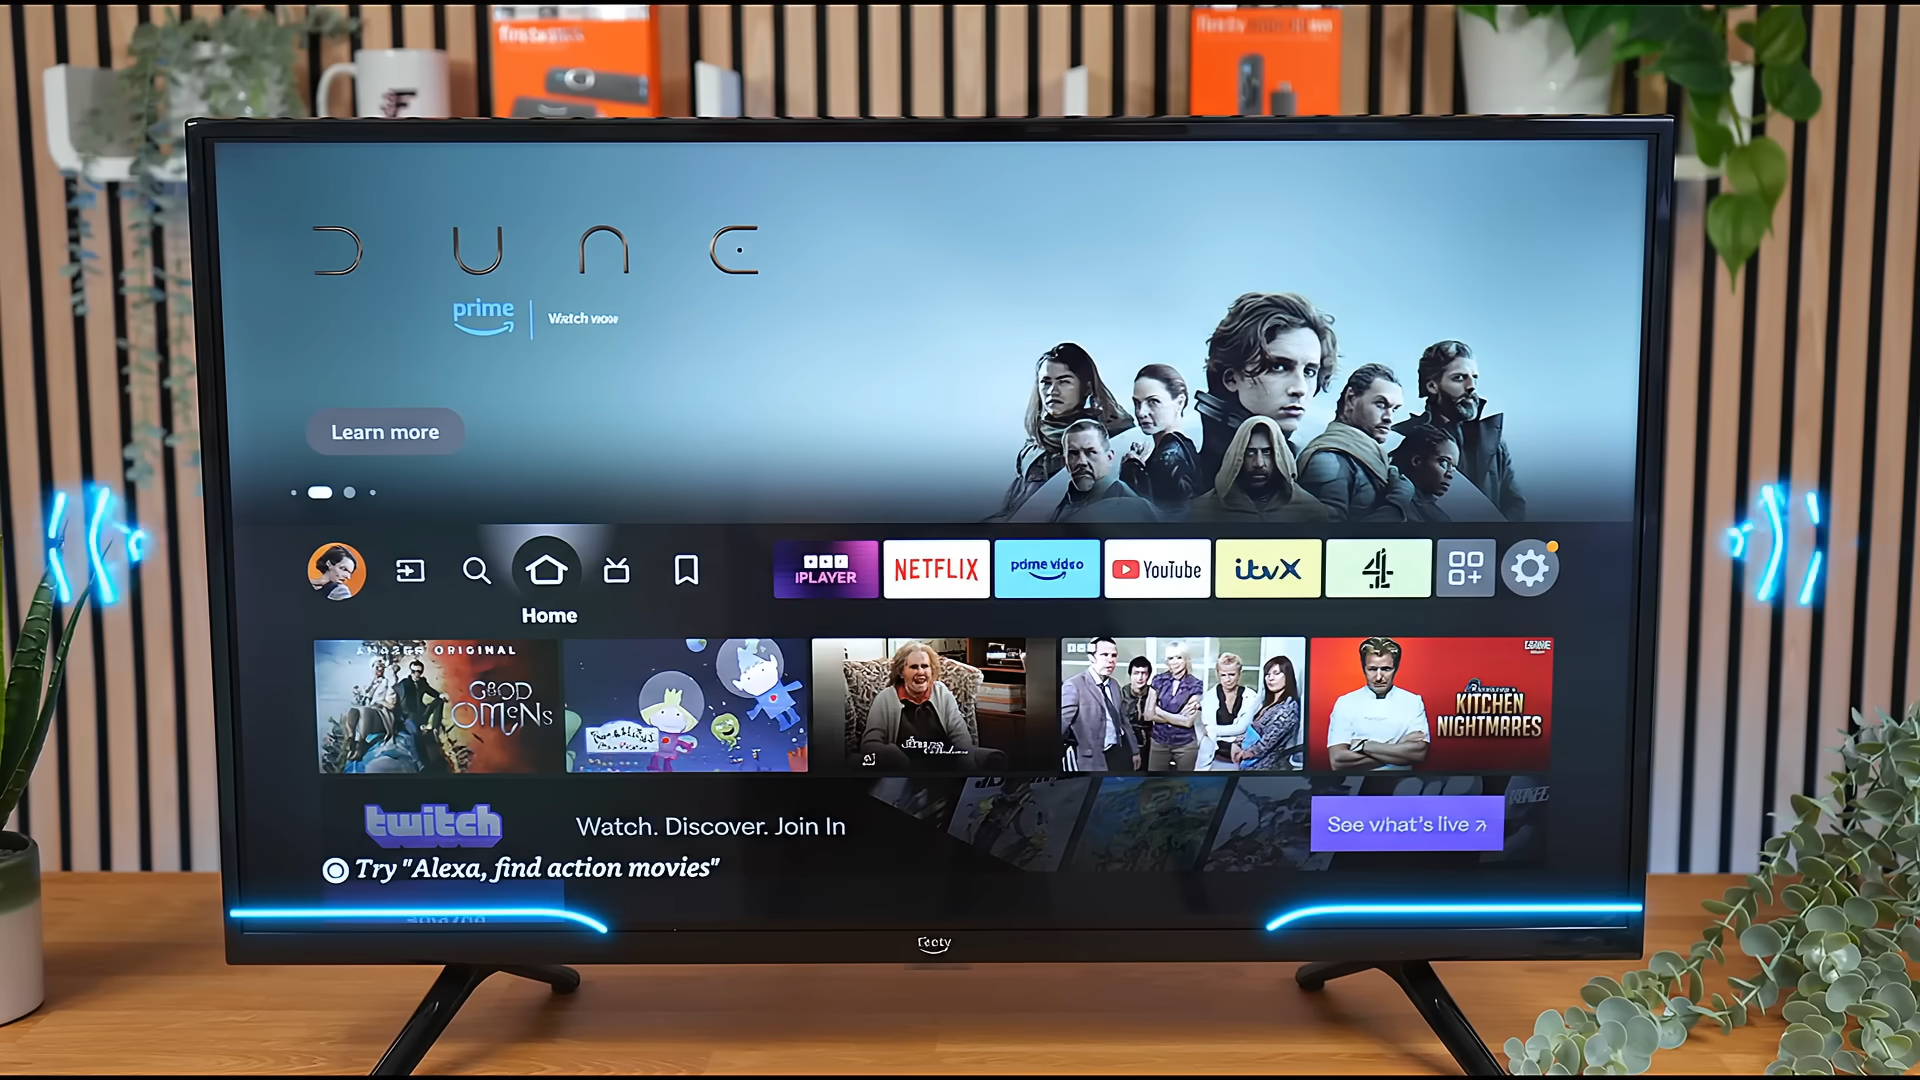 DUNE
prime
Learn more
iPLAYER
NETFLIX
prime video
YouTube
itvX
4
Home
ORIGINAL
GOOD
OMENS
KITCHEN
NIGHTMARES
twitch
Watch. Discover. Join In
See what's live
Try "Alexa, find action movies"